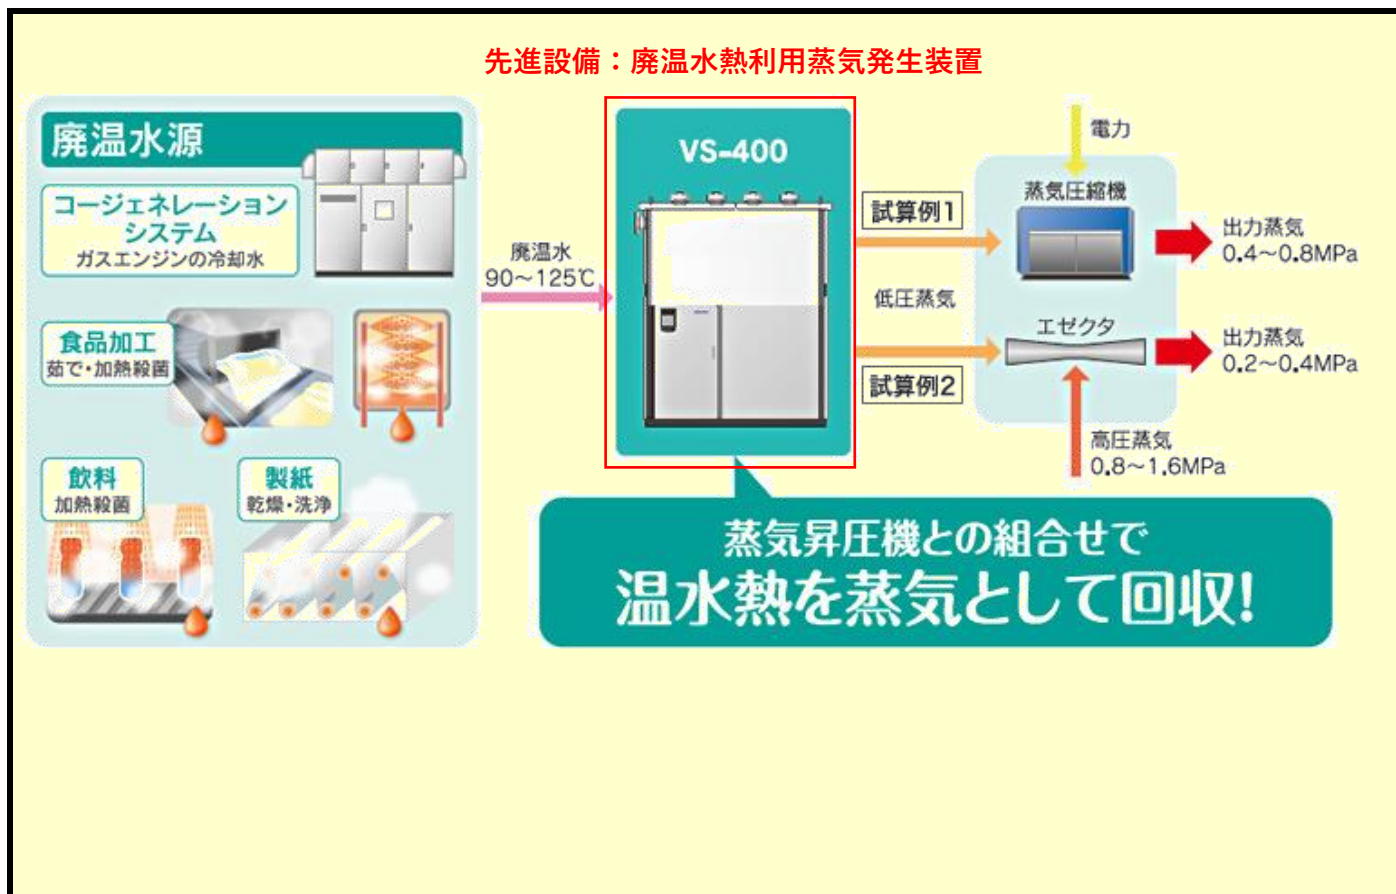 先進設備：廃温水熱利用蒸気発生装置
廃温水源
コージェネレーション
システム
ガスエンジンの冷却水
食品加工
茹で・加熱殺菌
飲料
加熱殺菌
製紙
乾燥・洗浄
廃温水
90～125℃
VS-400
試算例1
低圧蒸気
試算例2
電力
蒸気圧縮機
出力蒸気
0.4～0.8MPa
エゼクタ
出力蒸気
0.2～0.4MPa
高圧蒸気
0.8～1.6MPa
蒸気昇圧機との組合せで
温水熱を蒸気として回収!